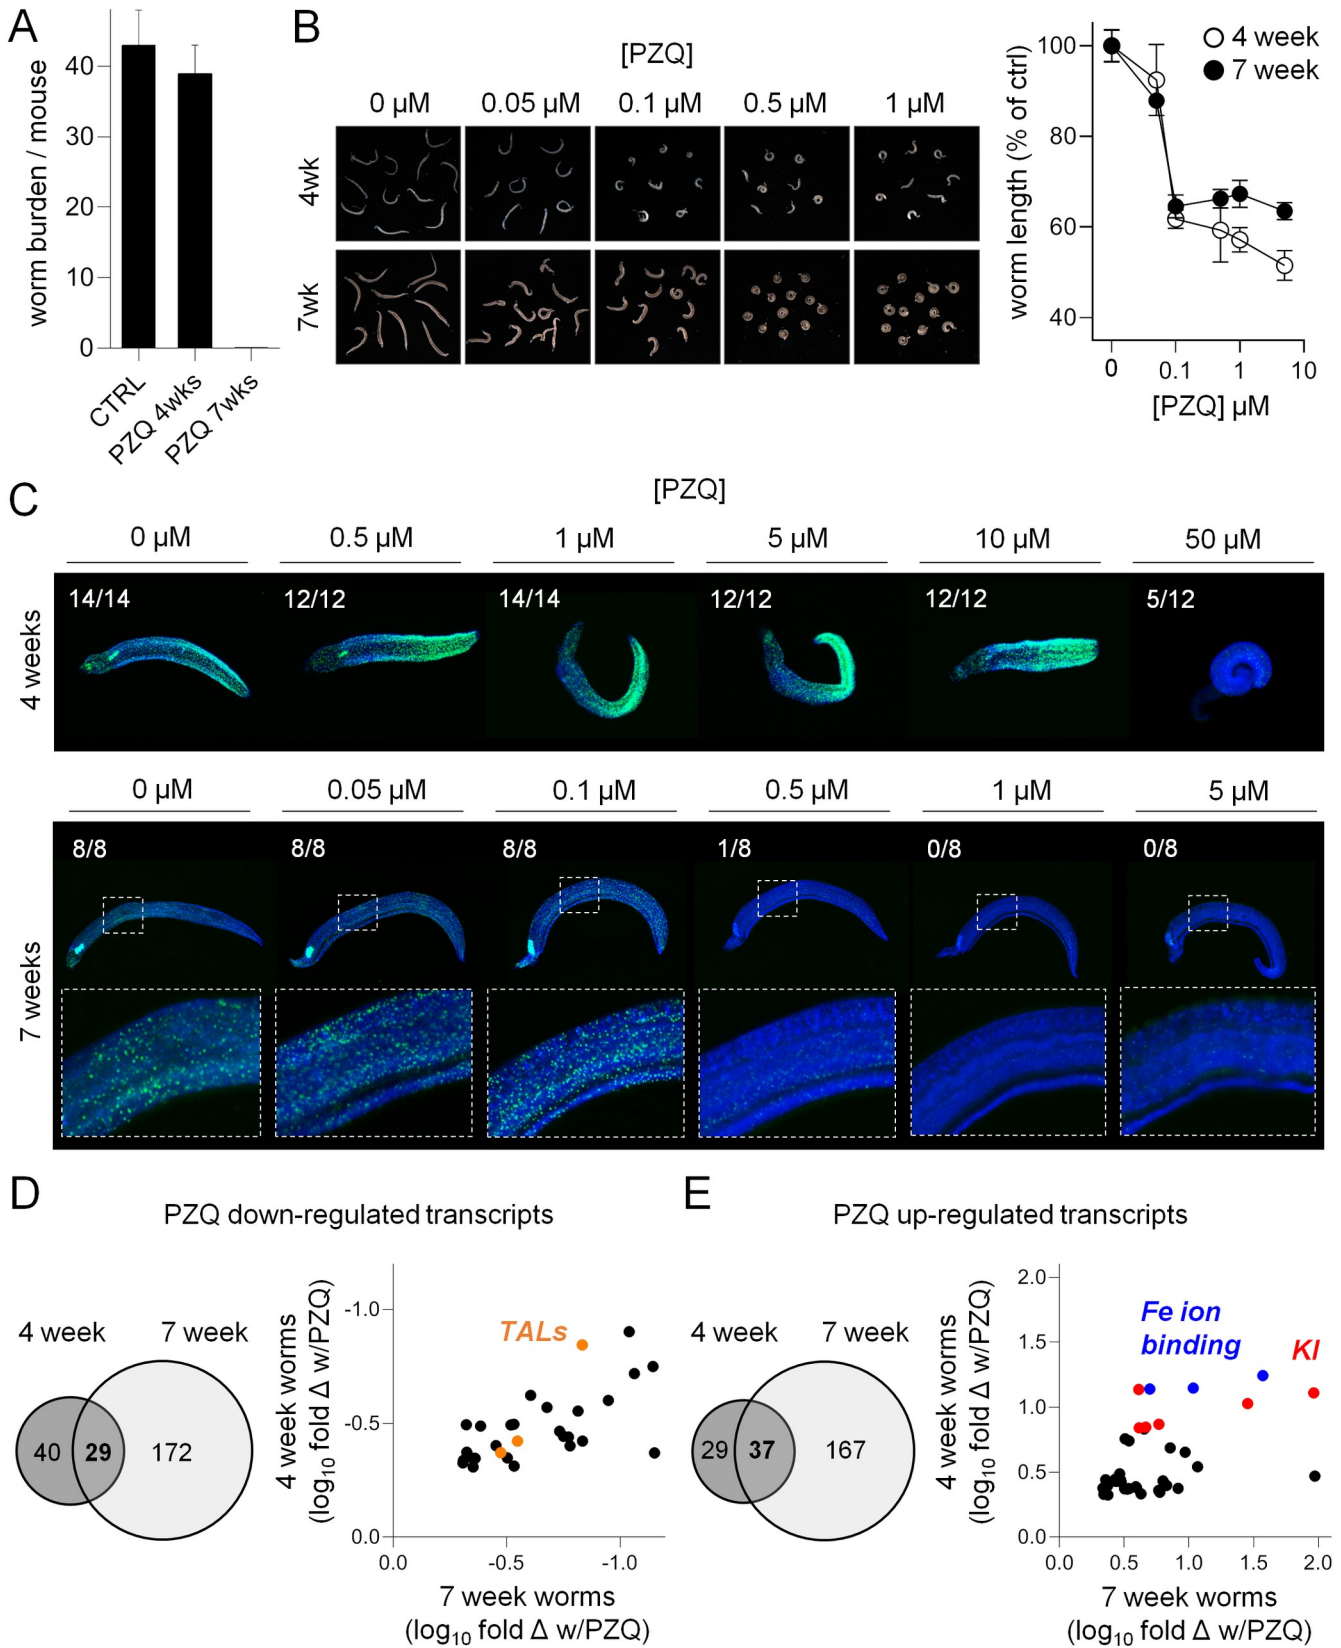 A
worm burden / mouse
40
30
20
10
0
CTRL
PZQ 4wks
PZQ 7wks
B
[PZQ]
0 µM 0.05 µM 0.1 µM 0.5 µM 1 µM
4wk
7wk
worm length (% of ctrl)
100
80
60
40
4 week
7 week
0 0.1 1 10
[PZQ] µM
C
[PZQ]
0 µM 0.5 µM 1 µM 5 µM 10 µM 50 µM
4 weeks
14/14 12/12 14/14 12/12 12/12 5/12
0 µM 0.05 µM 0.1 µM 0.5 µM 1 µM 5 µM
7 weeks
8/8 8/8 8/8 1/8 0/8 0/8
D
PZQ down-regulated transcripts
4 week 7 week
40 29 172
4 week worms
(log10 fold Δ w/PZQ)
-1.0
-0.5
0.0
TALs
0.0 -0.5 -1.0
7 week worms
(log10 fold Δ w/PZQ)
E
PZQ up-regulated transcripts
4 week 7 week
29 37 167
4 week worms
(log10 fold Δ w/PZQ)
2.0
1.5
1.0
0.5
0.0
Fe ion
binding
KI
0.0 0.5 1.0 1.5 2.0
7 week worms
(log10 fold Δ w/PZQ)